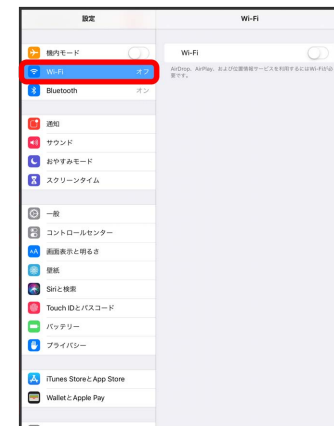 設定
機内モード
Wi-Fi オフ
Bluetooth オン
通知
サウンド
おやすみモード
スクリーンタイム
一般
コントロールセンター
AA 画面表示と明るさ
壁紙
Siriと検索
Touch IDとパスコード
バッテリー
プライバシー
iTunes StoreとApp Store
WalletとApple Pay
Wi-Fi
Wi-Fi
AirDrop、AirPlay、および位置情報サービスを利用するにはWi-Fiが必
要です。